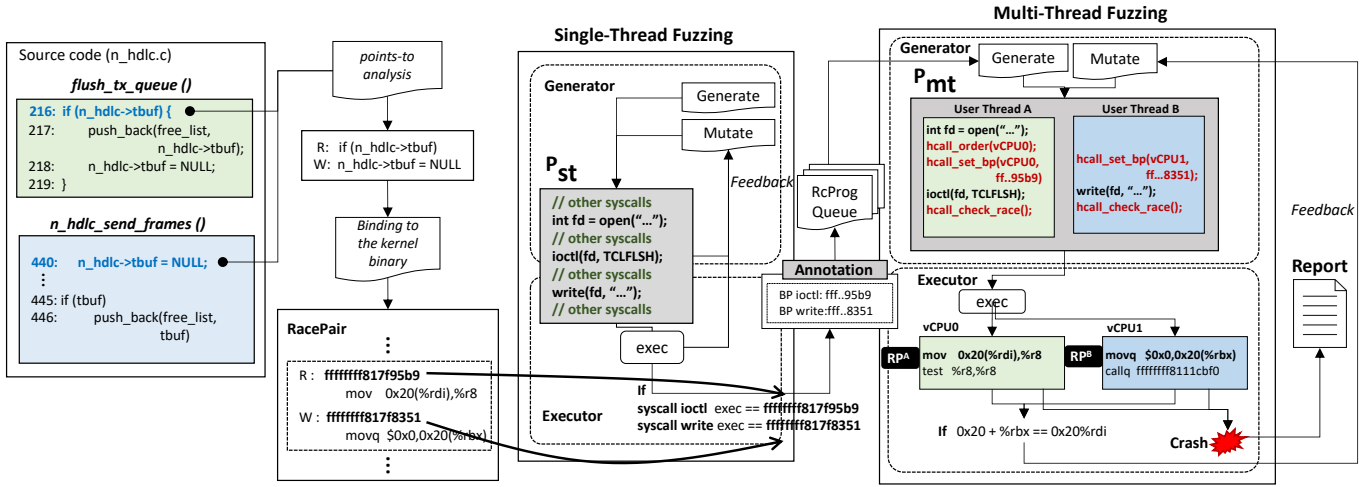 Source code (n_hdlc.c)
flush_tx_queue ()
216: if (n_hdlc->tbuf) {
217: push_back(free_list,
n_hdlc->tbuf);
218: n_hdlc->tbuf = NULL;
219: }
n_hdlc_send_frames ()
440: n_hdlc->tbuf = NULL;
⋮
445: if (tbuf)
446: push_back(free_list,
tbuf)
points-to
analysis
R: if (n_hdlc->tbuf)
W: n_hdlc->tbuf = NULL
Binding to
the kernel
binary
RacePair
⋮
R : ffffffff817f95b9
mov 0x20(%rdi),%r8
W : ffffffff817f8351
movq $0x0,0x20(%rbx)
⋮
Single-Thread Fuzzing
Generator
Generate
Mutate
Pst
// other syscalls
int fd = open(“…”);
// other syscalls
ioctl(fd, TCLFLSH);
// other syscalls
write(fd, “…”);
// other syscalls
Feedback
exec
Executor
If
syscall ioctl exec == ffffffff817f95b9
syscall write exec == ffffffff817f8351
RcProg
Queue
Annotation
BP ioctl: fff..95b9
BP write:fff..8351
Multi-Thread Fuzzing
Generator
Generate
Mutate
Pmt
User Thread A
int fd = open(“…”);
hcall_order(vCPU0);
hcall_set_bp(vCPU0,
ff..95b9)
ioctl(fd, TCLFLSH);
hcall_check_race();
User Thread B
hcall_set_bp(vCPU1,
ff...8351);
write(fd, “…”);
hcall_check_race();
Executor
exec
vCPU0
RPA
mov 0x20(%rdi),%r8
test %r8,%r8
vCPU1
RPB
movq $0x0,0x20(%rbx)
callq ffffffff8111cbf0
If 0x20 + %rbx == 0x20%rdi
Crash
Feedback
Report